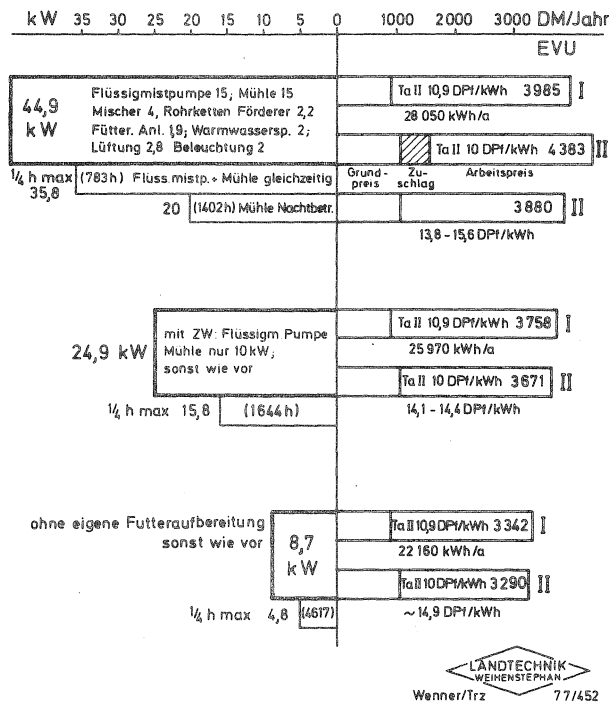 kW 35 30 25 20 15 10 5 0 1000 2000 3000 DM/Jahr
EVU
44,9 kW
Flüssigmistpumpe 15; Mühle 15
Mischer 4, Rohrketten Förderer 2,2
Fütter. Anl. 1,9; Warmwassersp. 2;
Lüftung 2,8 Beleuchtung 2
Ta II 10,9 DPf/kWh 3985 I
28 050 kWh/a
Ta II 10 DPf/kWh 4383 II
1/4 h max 35,8
(783h) Flüss.mistp. + Mühle gleichzeitig
Grund-preis Zu-schlag Arbeitspreis
20 (1402h) Mühle Nachtbetr.
3880 II
13,8 - 15,6 DPf/kWh
24,9 kW
mit ZW: Flüssigm. Pumpe
Mühle nur 10 kW;
sonst wie vor
Ta II 10,9 DPf/kWh 3758 I
25 970 kWh/a
Ta II 10 DPf/kWh 3671 II
1/4 h max 15,8 (1644h)
14,1 - 14,4 DPf/kWh
ohne eigene Futteraufbereitung
sonst wie vor
8,7 kW
Ta II 10,9 DPf/kWh 3342 I
22 160 kWh/a
Ta II 10 DPf/kWh 3290 II
1/4 h max 4,8 (4617)
~ 14,9 DPf/kWh
LANDTECHNIK
WEIHENSTEPHAN
Wenner/Trz 77/452